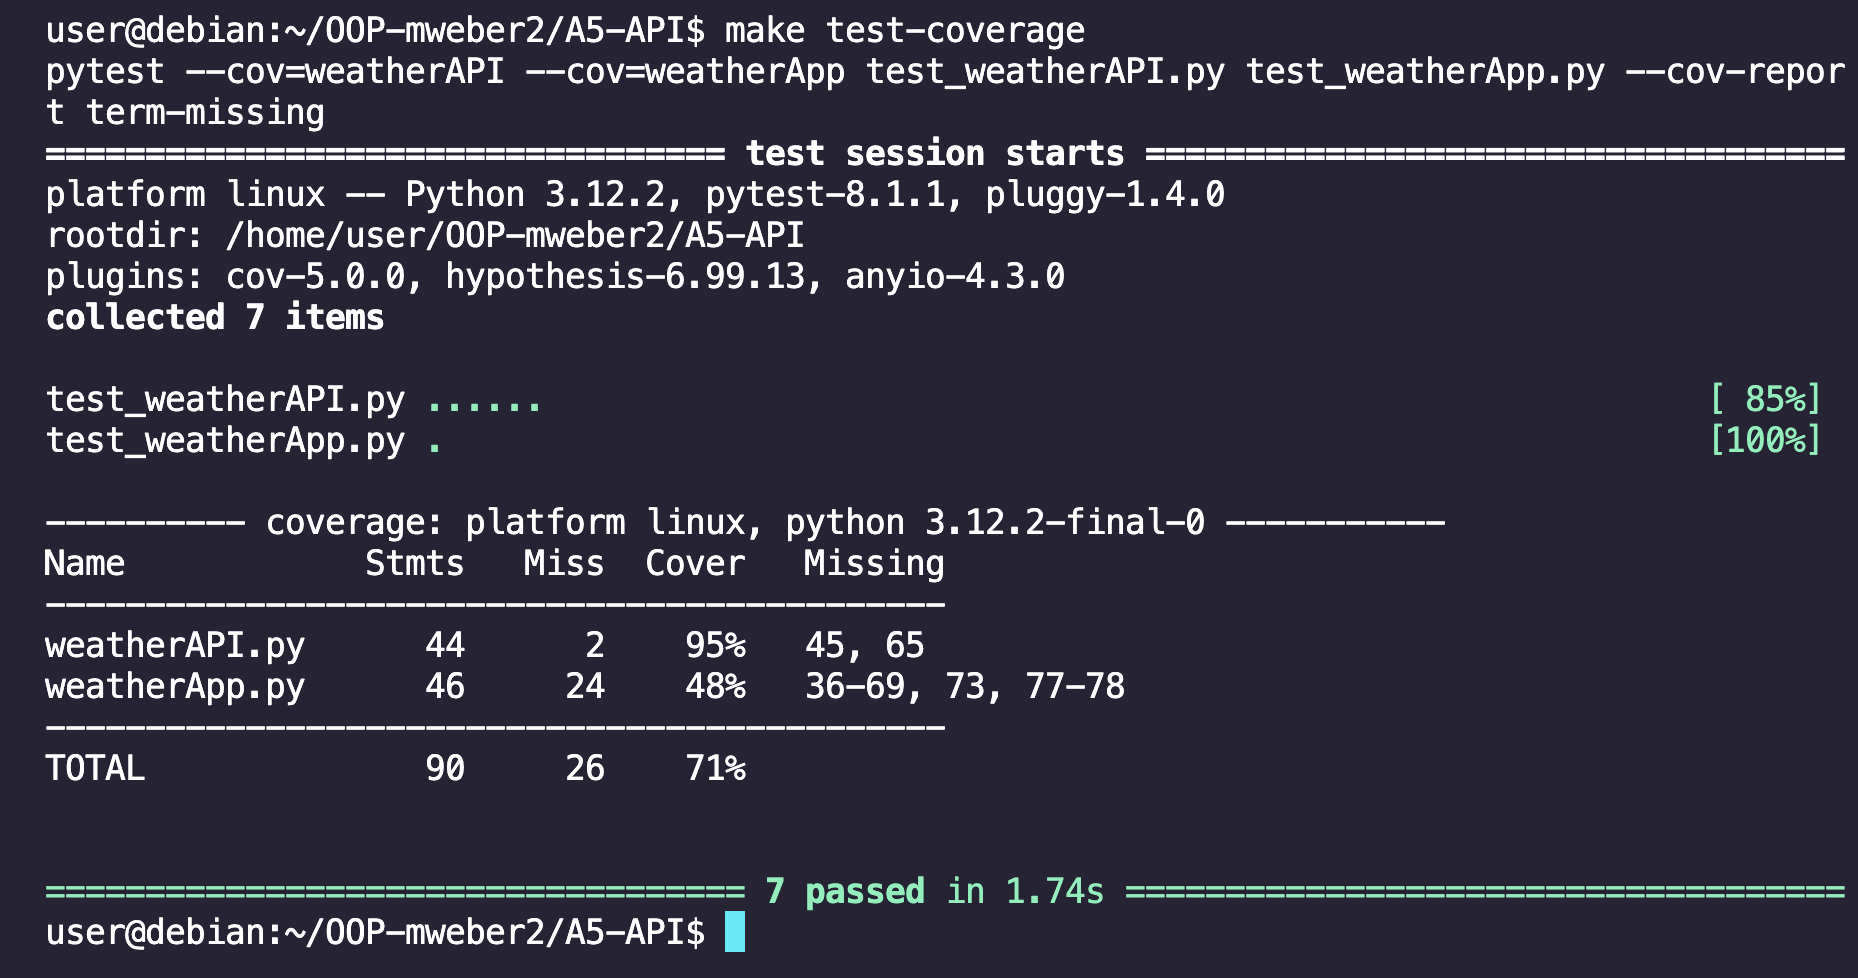 user@debian:~/OOP-mweber2/A5-API$ make test-coverage
pytest --cov=weatherAPI --cov=weatherApp test_weatherAPI.py test_weatherApp.py --cov-repor
t term-missing
================================== test session starts ===================================
platform linux -- Python 3.12.2, pytest-8.1.1, pluggy-1.4.0
rootdir: /home/user/OOP-mweber2/A5-API
plugins: cov-5.0.0, hypothesis-6.99.13, anyio-4.3.0
collected 7 items

test_weatherAPI.py ......                                                        [ 85%]
test_weatherApp.py .                                                             [100%]

---------- coverage: platform linux, python 3.12.2-final-0 -----------
Name            Stmts   Miss  Cover   Missing
---------------------------------------------
weatherAPI.py      44      2    95%   45, 65
weatherApp.py      46     24    48%   36-69, 73, 77-78
---------------------------------------------
TOTAL              90     26    71%

=================================== 7 passed in 1.74s ====================================
user@debian:~/OOP-mweber2/A5-API$